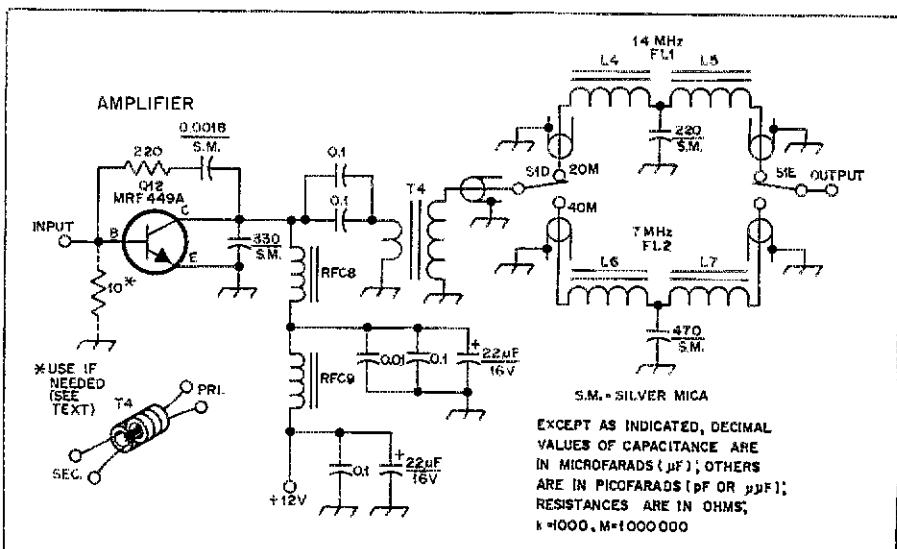 14 MHz
FL1
L4
L5
AMPLIFIER
0.0018
S.M.
220
Q12
MRF449A
C
INPUT
B
E
10*
330
S.M.
0.1
0.1
T4
S1D
20M
40M
220
S.M.
S1E
OUTPUT
7 MHz
FL2
L6
L7
470
S.M.
RFC8
RFC9
0.01
0.1
+
22µF
16V
*USE IF
NEEDED
(SEE
TEXT)
T4
PRI.
SEC.
0.1
+
22µF
16V
+12V
S.M.= SILVER MICA
EXCEPT AS INDICATED, DECIMAL
VALUES OF CAPACITANCE ARE
IN MICROFARADS (µF); OTHERS
ARE IN PICOFARADS (pF OR µµF);
RESISTANCES ARE IN OHMS;
k=1000, M=1000000